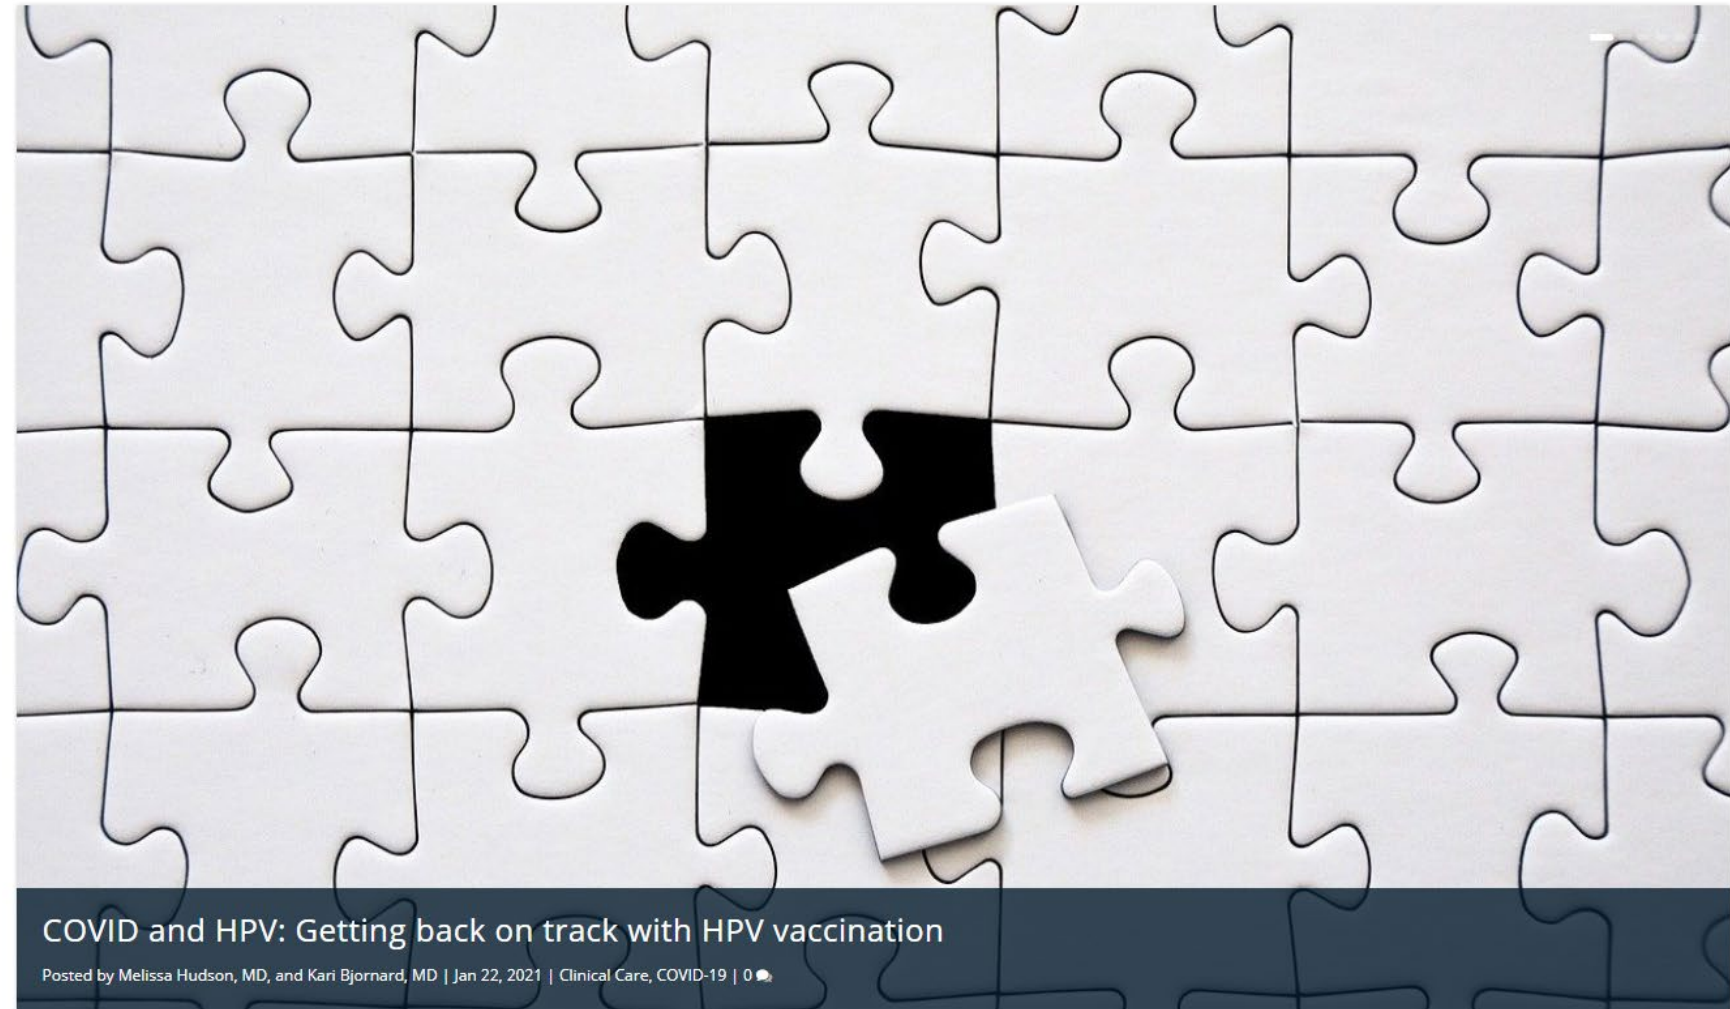 COVID and HPV: Getting back on track with HPV vaccination
Posted by Melissa Hudson, MD, and Kari Bjornard, MD | Jan 22, 2021 | Clinical Care, COVID-19 | 0